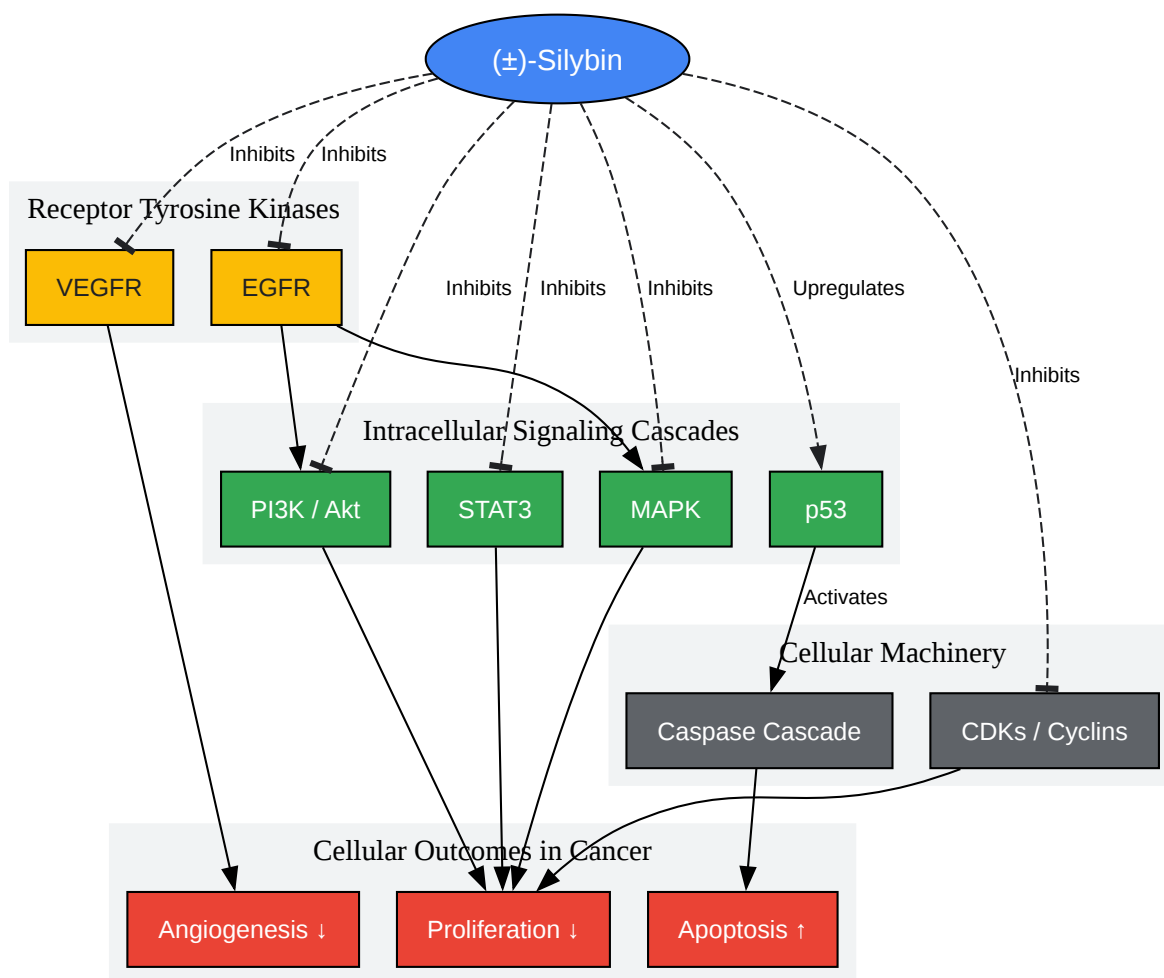 (±)-Silybin
Inhibits
Inhibits
Receptor Tyrosine Kinases
VEGFR
EGFR
Inhibits
Inhibits
Inhibits
Upregulates
Inhibits
Intracellular Signaling Cascades
PI3K / Akt
STAT3
MAPK
p53
Activates
Cellular Machinery
Caspase Cascade
CDKs / Cyclins
Cellular Outcomes in Cancer
Angiogenesis ↓
Proliferation ↓
Apoptosis ↑